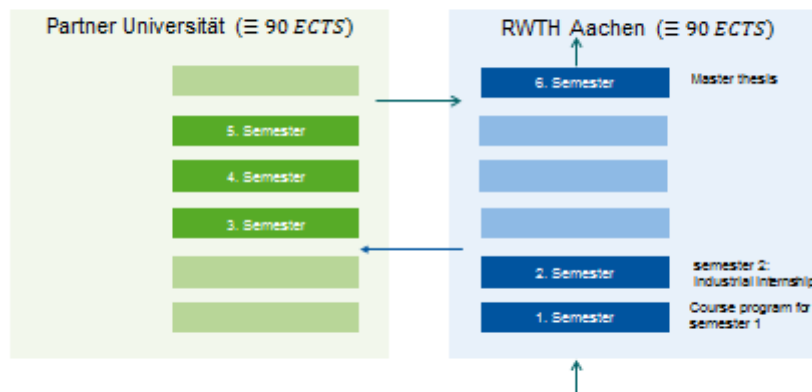 Partner Universität (≡ 90 ECTS)
5. Semester
4. Semester
3. Semester
RWTH Aachen (≡ 90 ECTS)
6. Semester
Master thesis
2. Semester
semester 2:
Industrial Internship
1. Semester
Course program for
semester 1